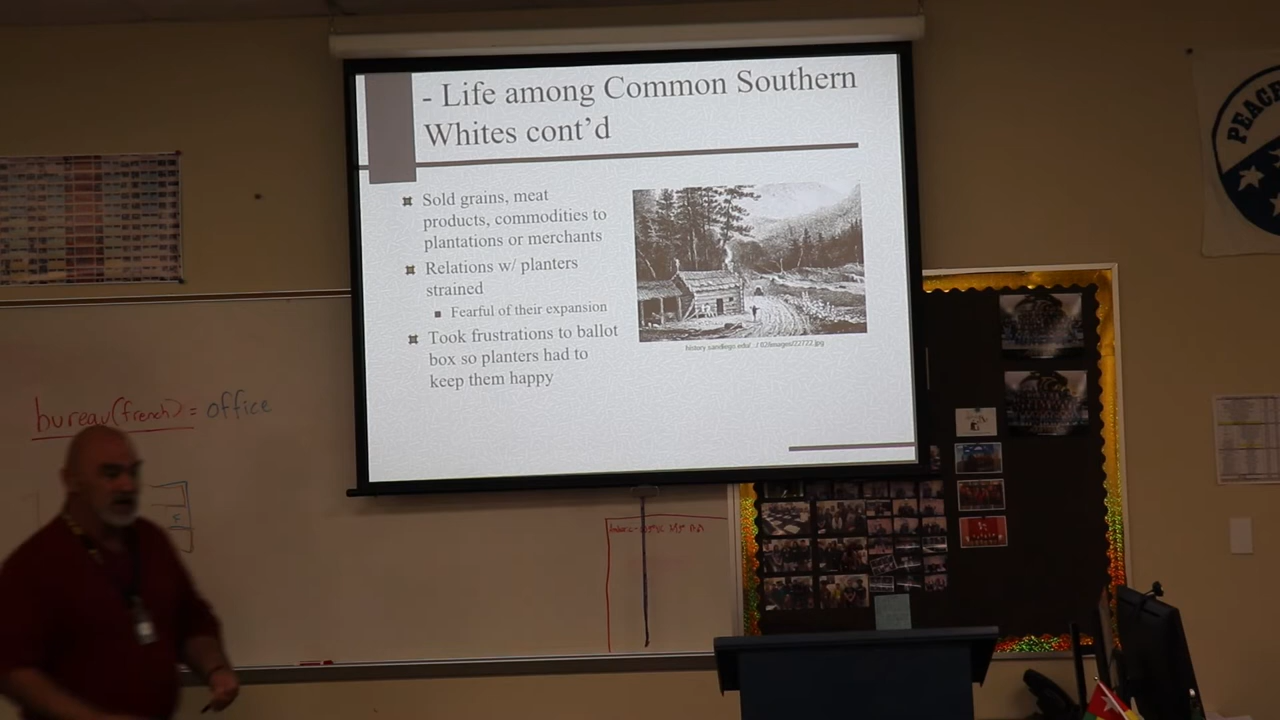 - Life among Common Southern
Whites cont'd
Sold grains, meat
products, commodities to
plantations or merchants
Relations w/ planters
strained
Fearful of their expansion
Took frustrations to ballot
box so planters had to
keep them happy
bureau(french) = office
PEACE